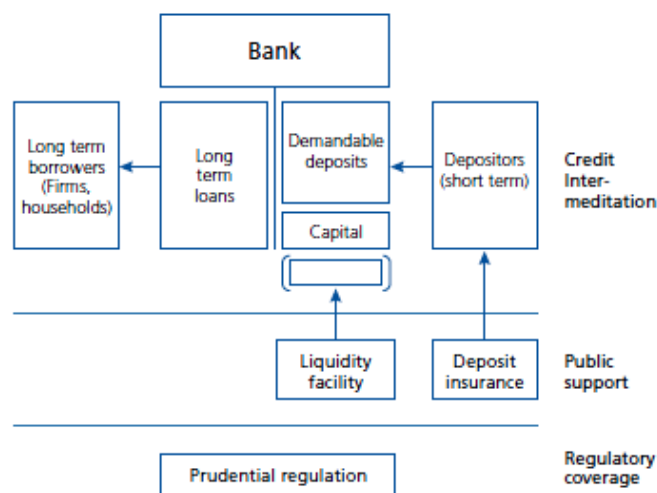 Bank
Long term
borrowers
(Firms,
households)
Long
term
loans
Demandable
deposits
Capital
Depositors
(short term)
Credit
Inter-
meditation
Liquidity
facility
Deposit
insurance
Public
support
Prudential regulation
Regulatory
coverage